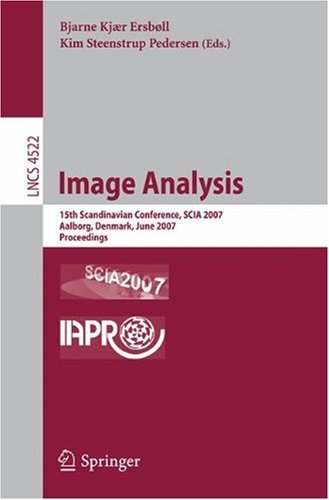 Bjarne Kjær Ersbøll
Kim Steenstrup Pedersen (Eds.)
LNCS 4522
Image Analysis
15th Scandinavian Conference, SCIA 2007
Aalborg, Denmark, June 2007
Proceedings
SCIA2007
IAPR
Springer